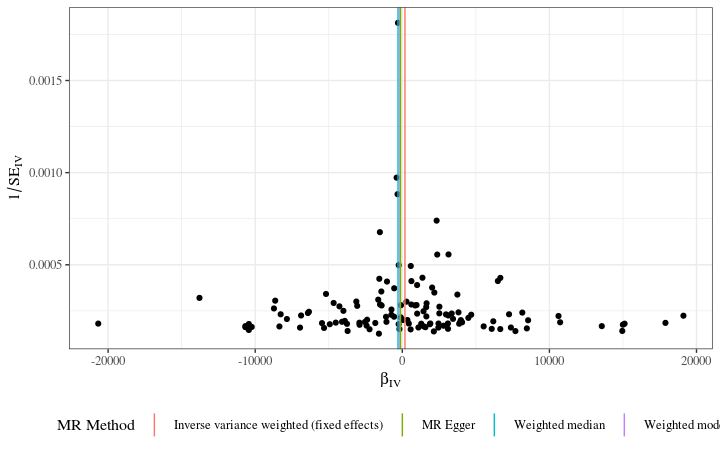 0.0015
0.0010
0.0005
1/SE_IV
-20000 -10000 0 10000 20000
β_IV
MR Method Inverse variance weighted (fixed effects) MR Egger Weighted median Weighted mod